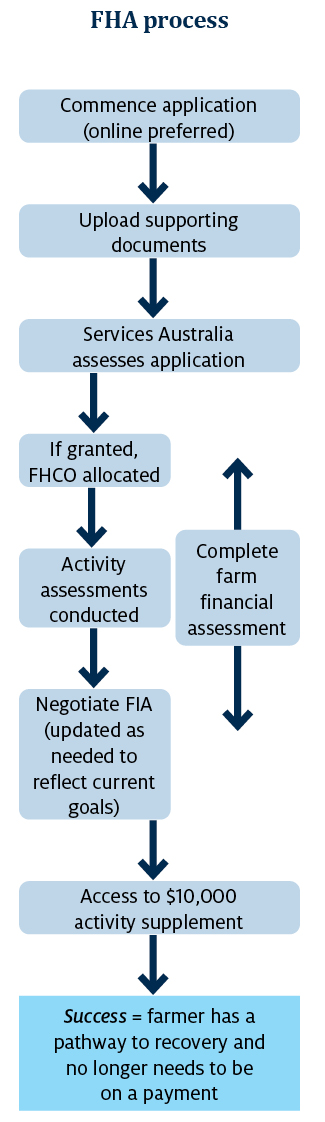 FHA process
Commence application
(online preferred)
Upload supporting
documents
Services Australia
assesses application
If granted,
FHCO allocated
Activity
assessments
conducted
Complete
farm
financial
assessment
Negotiate FIA
(updated as
needed to
reflect current
goals)
Access to $10,000
activity supplement
Success = farmer has a
pathway to recovery and
no longer needs to be
on a payment